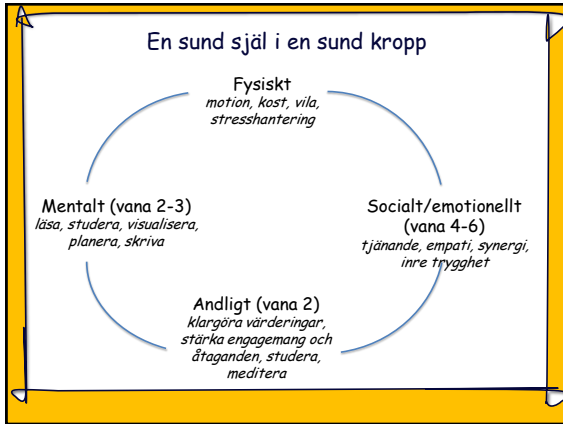 En sund själ i en sund kropp
Fysiskt
motion, kost, vila,
stresshantering
Mentalt (vana 2-3)
läsa, studera, visualisera,
planera, skriva
Socialt/emotionellt
(vana 4-6)
tjänande, empati, synergi,
inre trygghet
Andligt (vana 2)
klargöra värderingar,
stärka engagemang och
åtaganden, studera,
meditera